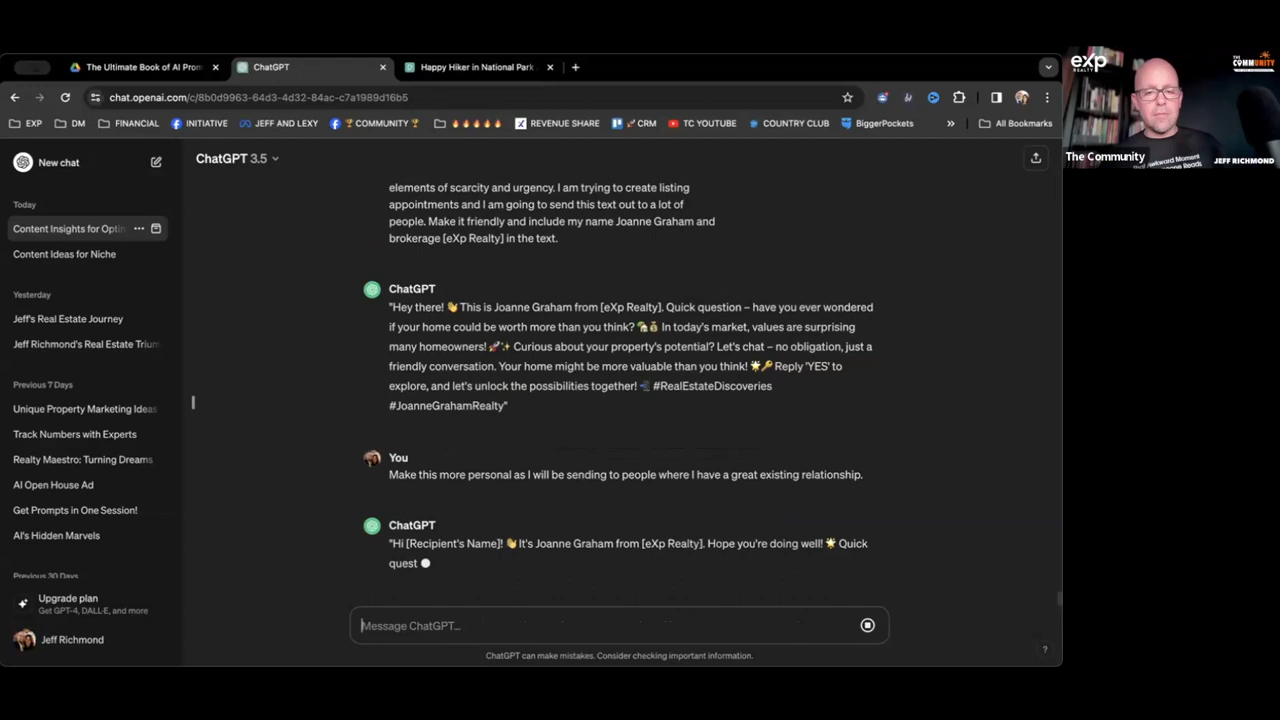 The Ultimate Book of AI Prom
ChatGPT
Happy Hiker in National Park
chat.openai.com/c/8b0d9963-64d3-4d32-84ac-c7a1989d16b5
EXP
DM
FINANCIAL
INITIATIVE
JEFF AND LEXY
🏆 COMMUNITY 🏆
🔥🔥🔥🔥🔥
REVENUE SHARE
🚀 CRM
TC YOUTUBE
COUNTRY CLUB
BiggerPockets
»
All Bookmarks
New chat
Today
Content Insights for Optin
Content Ideas for Niche
Yesterday
Jeff's Real Estate Journey
Jeff Richmond's Real Estate Trium
Previous 7 Days
Unique Property Marketing Ideas
Track Numbers with Experts
Realty Maestro: Turning Dreams
AI Open House Ad
Get Prompts in One Session!
AI's Hidden Marvels
Previous 30 Days
Upgrade plan
Get GPT-4, DALL·E, and more
Jeff Richmond
ChatGPT 3.5
elements of scarcity and urgency. I am trying to create listing
appointments and I am going to send this text out to a lot of
people. Make it friendly and include my name Joanne Graham and
brokerage [eXp Realty] in the text.
ChatGPT
"Hey there! 👋 This is Joanne Graham from [eXp Realty]. Quick question – have you ever wondered
if your home could be worth more than you think? 🏡💰 In today's market, values are surprising
many homeowners! 🚀✨ Curious about your property's potential? Let's chat – no obligation, just a
friendly conversation. Your home might be more valuable than you think! 🌟🔑 Reply 'YES' to
explore, and let's unlock the possibilities together! 📲 #RealEstateDiscoveries
#JoanneGrahamRealty"
You
Make this more personal as I will be sending to people where I have a great existing relationship.
ChatGPT
"Hi [Recipient's Name]! 👋 It's Joanne Graham from [eXp Realty]. Hope you're doing well! 🌟 Quick
quest
Message ChatGPT…
ChatGPT can make mistakes. Consider checking important information.
?
exp
REALTY
THE
COMMUNITY
The Community
JEFF RICHMOND
Awkward Moment